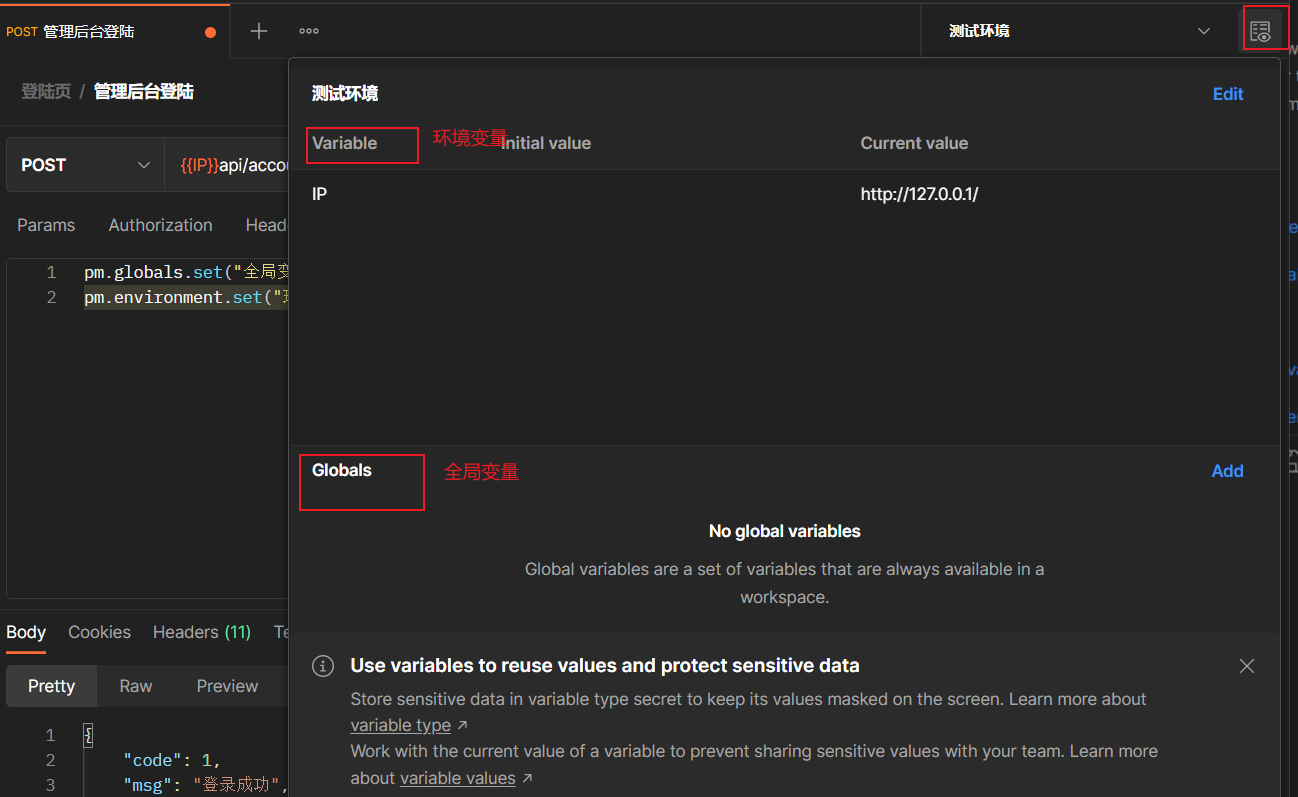 POST 管理后台登陆
测试环境
登陆页 / 管理后台登陆
测试环境
Edit
Variable
环境变量
Initial value
Current value
POST
{{IP}}api/accou
IP
http://127.0.0.1/
Params
Authorization
Head
1
pm.globals.set("全局变
2
pm.environment.set("环
Globals
全局变量
Add
No global variables
Global variables are a set of variables that are always available in a
workspace.
Body
Cookies
Headers (11)
Te
Use variables to reuse values and protect sensitive data
Pretty
Raw
Preview
Store sensitive data in variable type secret to keep its values masked on the screen. Learn more about
variable type ↗
1
{
Work with the current value of a variable to prevent sharing sensitive values with your team. Learn more
2
"code": 1,
about variable values ↗
3
"msg": "登录成功",